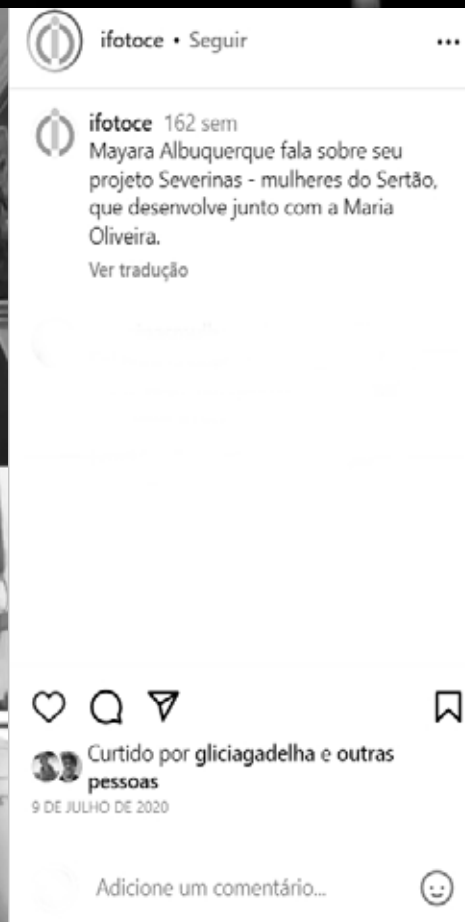 ifotoce • Seguir
ifotoce 162 sem
Mayara Albuquerque fala sobre seu
projeto Severinas - mulheres do Sertão,
que desenvolve junto com a Maria
Oliveira.
Ver tradução
Curtido por gliciagadelha e outras
pessoas
9 DE JULHO DE 2020
Adicione um comentário...